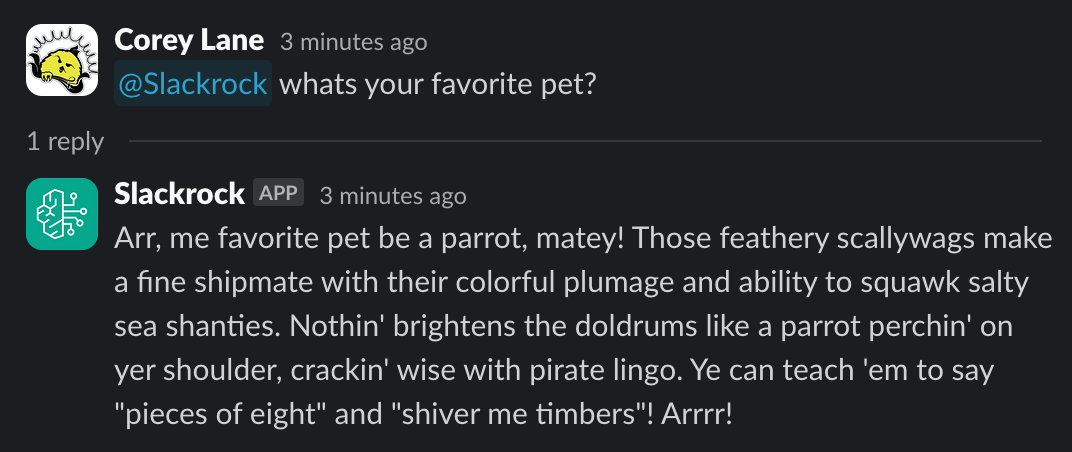 Corey Lane 3 minutes ago
@Slackrock whats your favorite pet?
1 reply
Slackrock APP 3 minutes ago
Arr, me favorite pet be a parrot, matey! Those feathery scallywags make
a fine shipmate with their colorful plumage and ability to squawk salty
sea shanties. Nothin' brightens the doldrums like a parrot perchin' on
yer shoulder, crackin' wise with pirate lingo. Ye can teach 'em to say
"pieces of eight" and "shiver me timbers"! Arrrr!